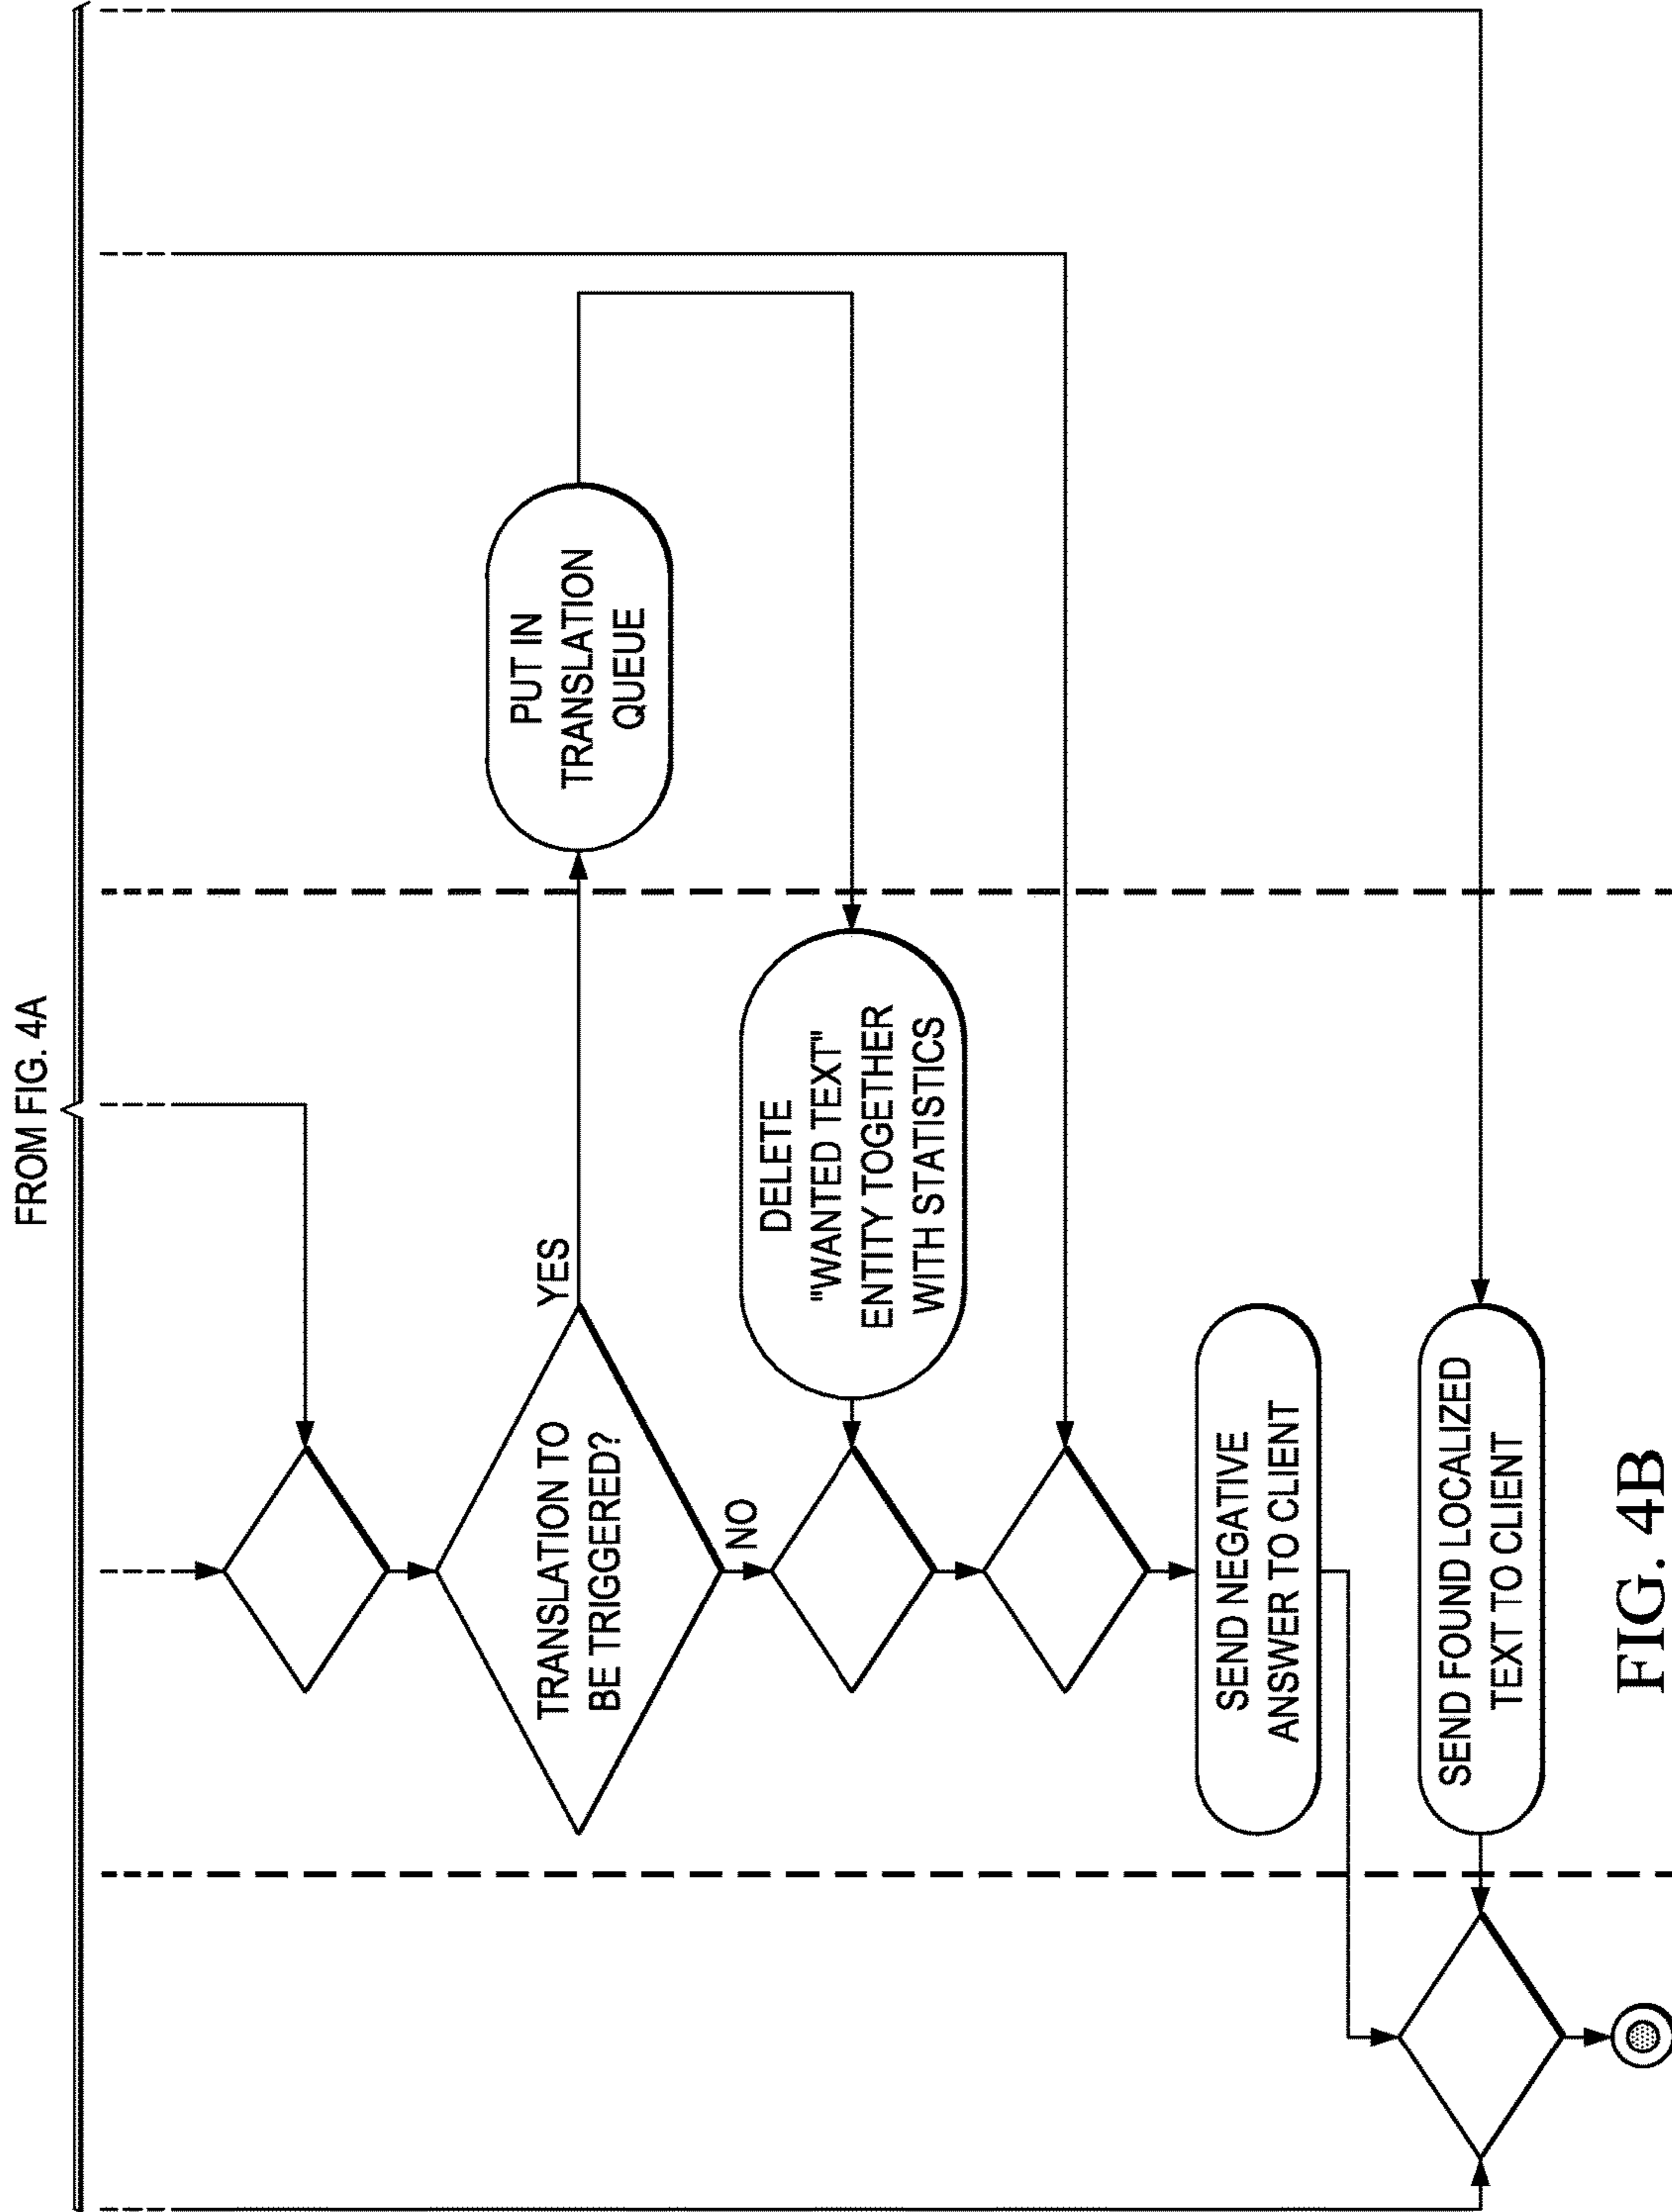 FROM FIG. 4A
TRANSLATION TO
BE TRIGGERED?
YES
NO
PUT IN
TRANSLATION
QUEUE
DELETE
"WANTED TEXT"
ENTITY TOGETHER
WITH STATISTICS
SEND NEGATIVE
ANSWER TO CLIENT
SEND FOUND LOCALIZED
TEXT TO CLIENT
FIG. 4B